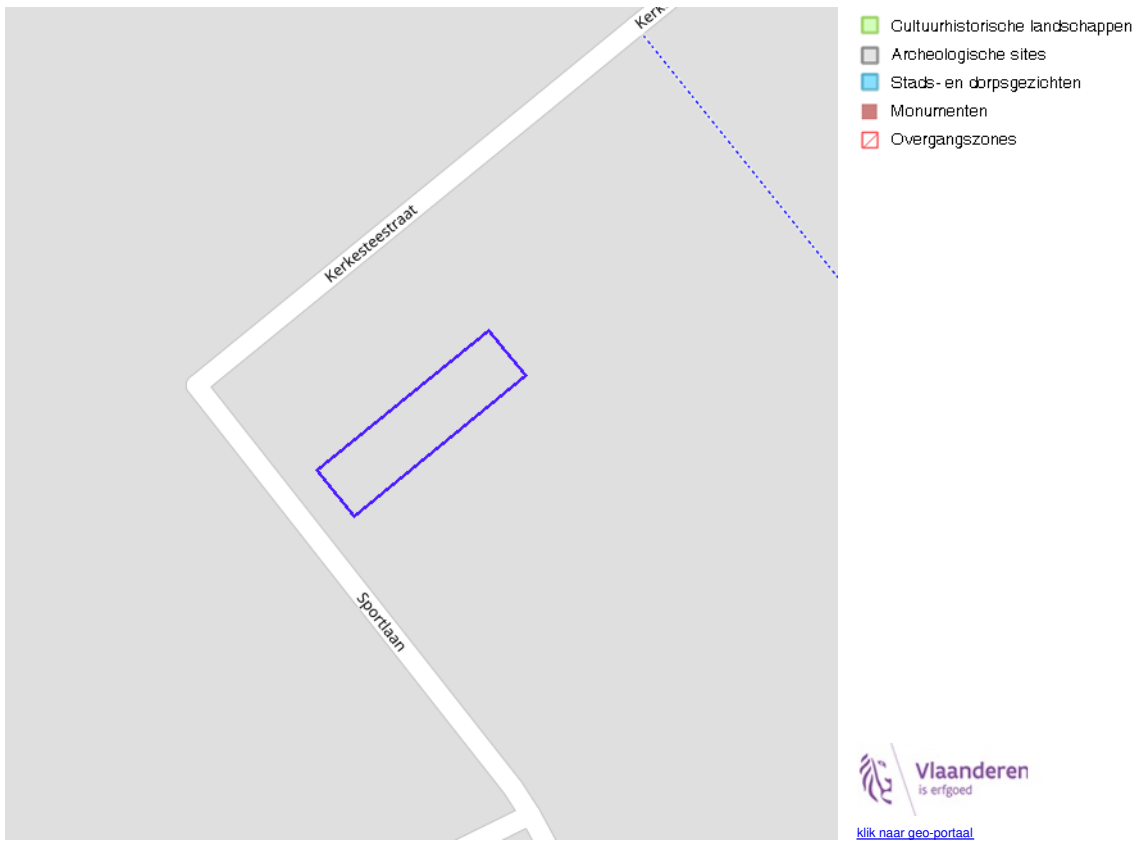 Kerk
Kerkesteestraat
Sportlaan
Cultuurhistorische landschappen
Archeologische sites
Stads- en dorpsgezichten
Monumenten
Overgangszones
Vlaanderen
is erfgoed
klik naar geo-portaal